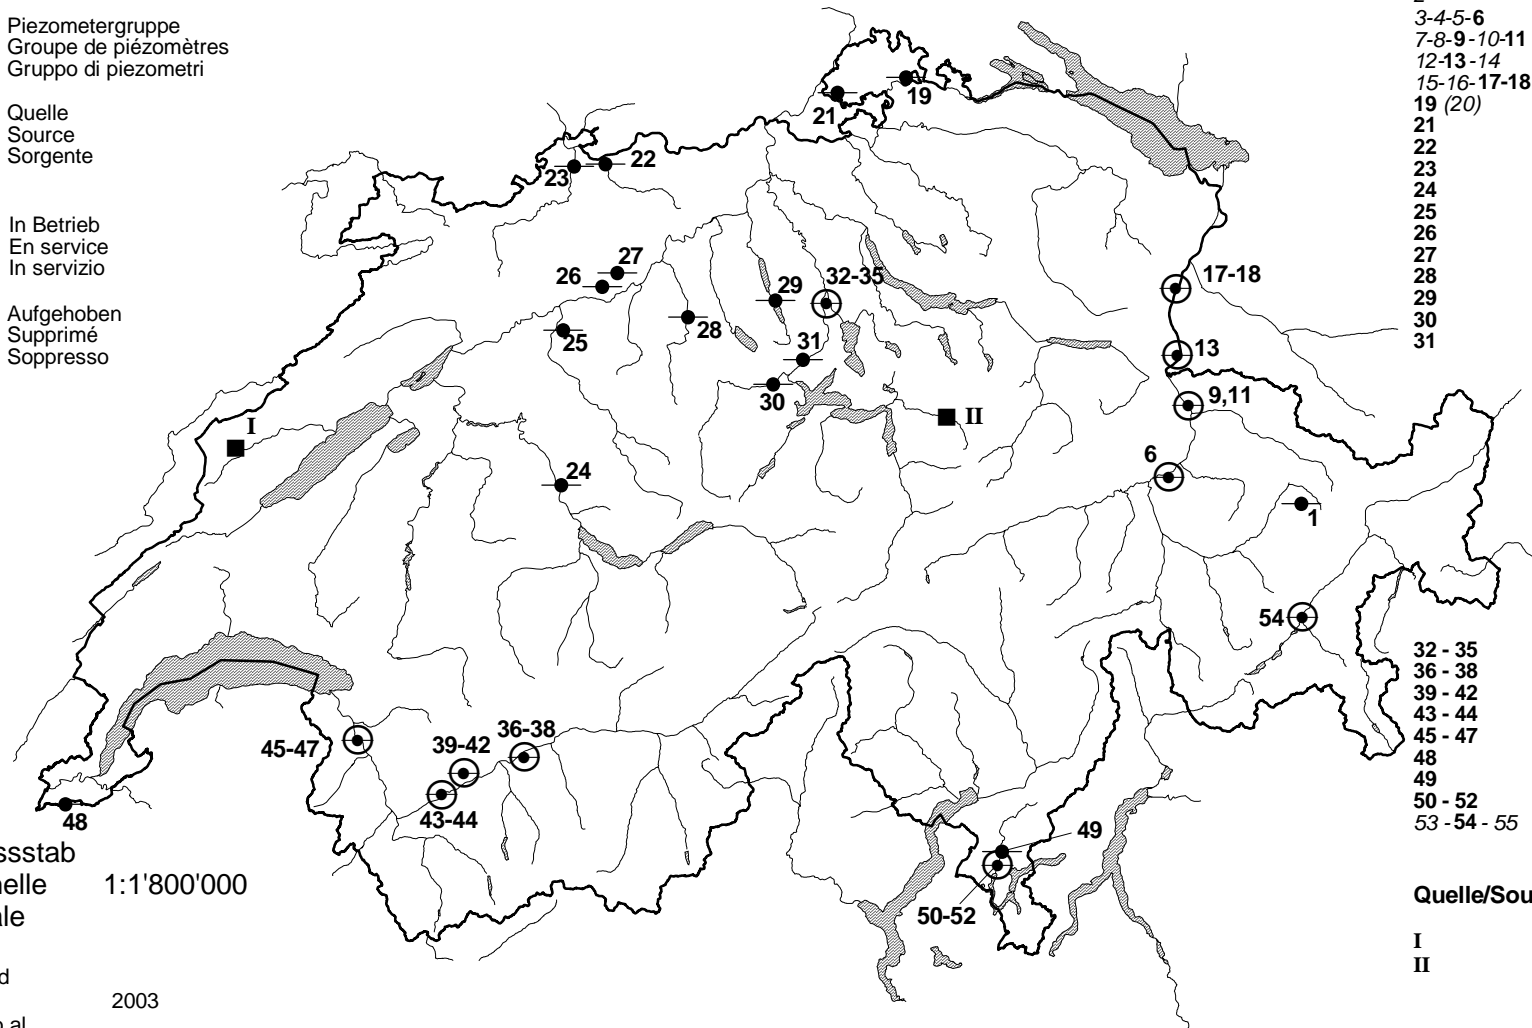 Piezometergruppe
Groupe de piézomètres
Gruppo di piezometri
Quelle
Source
Sorgente
In Betrieb
En service
In servizio
Aufgehoben
Supprimé
Soppresso
19
21
22
23
27
26
25
28
29
32-35
31
30
17-18
13
9,11
6
1
I
II
24
54
45-47
39-42
36-38
43-44
48
49
50-52
1:1'800'000
2003
3-4-5-6
7-8-9-10-11
12-13-14
15-16-17-18
19 (20)
21
22
23
24
25
26
27
28
29
30
31
32 - 35
36 - 38
39 - 42
43 - 44
45 - 47
48
49
50 - 52
53 - 54 - 55
Quelle/Sou
I
II